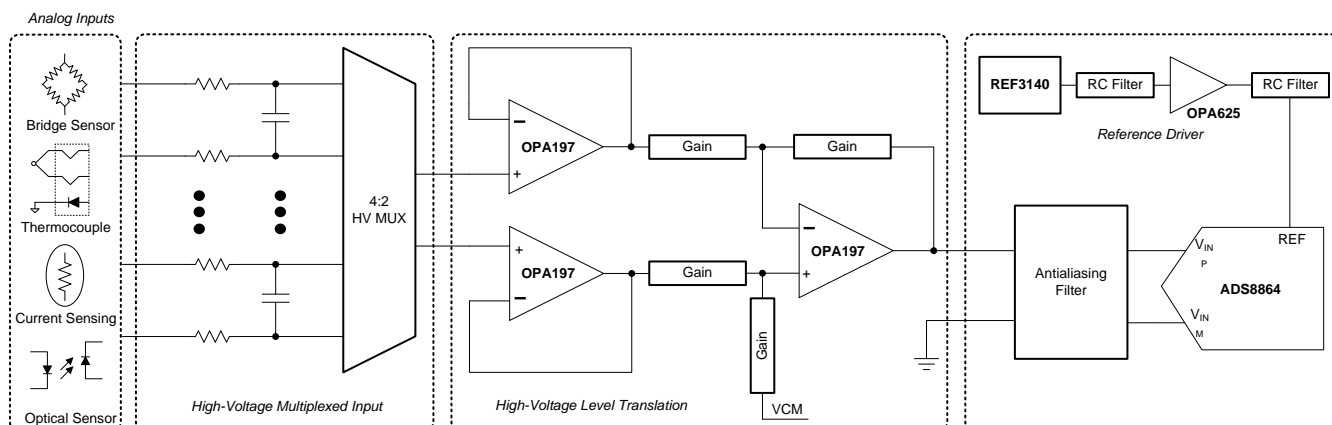 Analog Inputs
Bridge Sensor
Thermocouple
Current Sensing
Optical Sensor
4:2
HV MUX
High-Voltage Multiplexed Input
OPA197
+
OPA197
+
Gain
Gain
Gain
Gain
VCM
OPA197
+
High-Voltage Level Translation
REF3140
RC Filter
OPA625
RC Filter
Reference Driver
Antialiasing
Filter
VIN
P
REF
ADS8864
VIN
M